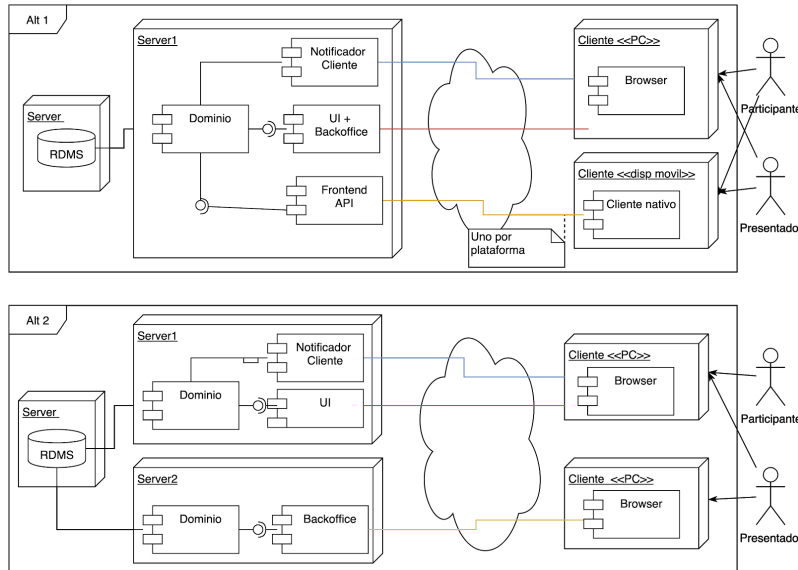 Alt 1
Server1
Notificador
Cliente
Cliente <<PC>>
Browser
Participante
Server
RDMS
Dominio
UI +
Backoffice
Cliente <<disp movil>>
Cliente nativo
Frontend
API
Uno por
plataforma
Presentado
Alt 2
Server1
Notificador
Cliente
Cliente <<PC>>
Browser
Participante
Server
RDMS
Dominio
UI
Server2
Dominio
Backoffice
Cliente <<PC>>
Browser
Presentado